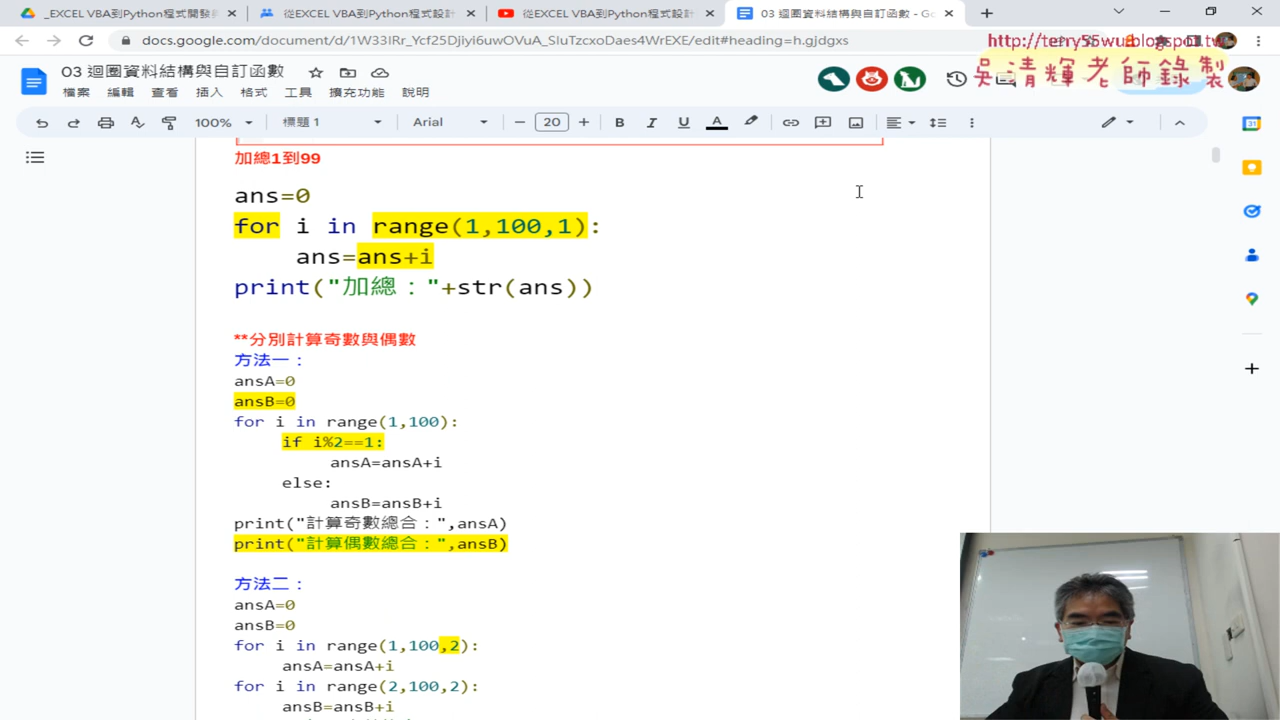 _EXCEL VBA到Python程式開發
從EXCEL VBA到Python程式設計
從EXCEL VBA到Python程式設計
03 迴圈資料結構與自訂函數 - Go
docs.google.com/document/d/1W33IRr_Ycf25DjiyI6uwOVuA_SIuTzcxoDaes4WrEXE/edit#heading=h.gjdgxs
http://terry55wu.blogspot.tw
吳清輝老師錄製
03 迴圈資料結構與自訂函數
檔案 編輯 查看 插入 格式 工具 擴充功能 說明
100% 標題 1 Arial 20 B I U A
加總1到99
ans=0
for i in range(1,100,1):
ans=ans+i
print("加總："+str(ans))
**分別計算奇數與偶數
方法一：
ansA=0
ansB=0
for i in range(1,100):
if i%2==1:
ansA=ansA+i
else:
ansB=ansB+i
print("計算奇數總合：",ansA)
print("計算偶數總合：",ansB)
方法二：
ansA=0
ansB=0
for i in range(1,100,2):
ansA=ansA+i
for i in range(2,100,2):
ansB=ansB+i